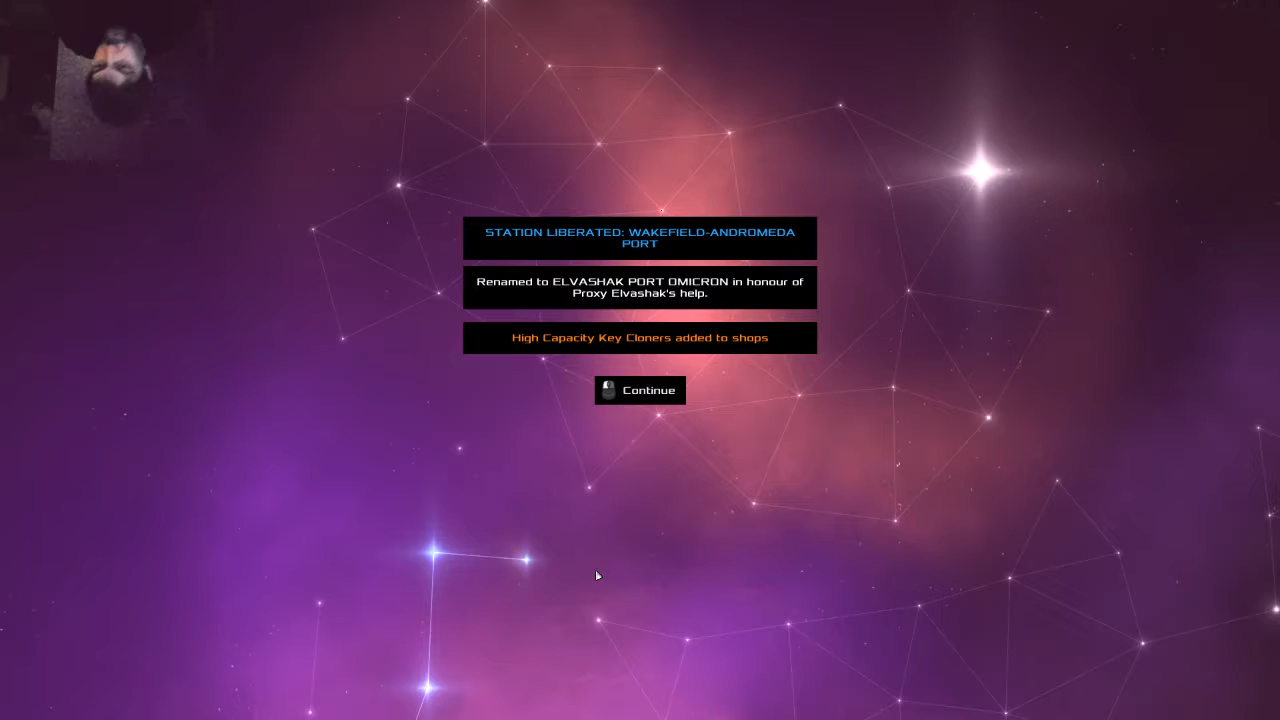 STATION LIBERATED: WAKEFIELD-ANDROMEDA
PORT
Renamed to ELVASHAK PORT OMICRON in honour of
Proxy Elvashak's help.
High Capacity Key Cloners added to shops
Continue